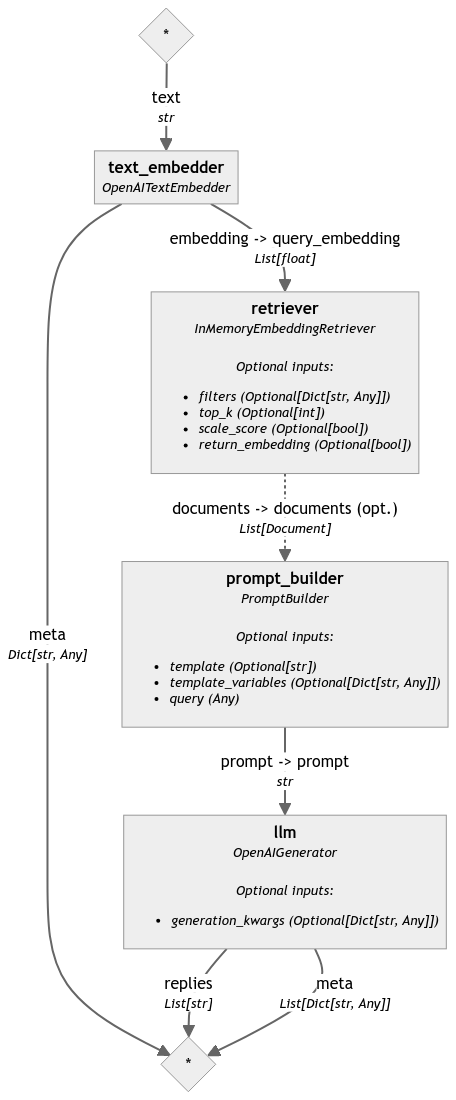 *
text
str
text_embedder
OpenAITextEmbedder
embedding -> query_embedding
List[float]
retriever
InMemoryEmbeddingRetriever
Optional inputs:
• filters (Optional[Dict[str, Any]])
• top_k (Optional[int])
• scale_score (Optional[bool])
• return_embedding (Optional[bool])
documents -> documents (opt.)
List[Document]
prompt_builder
PromptBuilder
Optional inputs:
meta
Dict[str, Any]
• template (Optional[str])
• template_variables (Optional[Dict[str, Any]])
• query (Any)
prompt -> prompt
str
llm
OpenAIGenerator
Optional inputs:
• generation_kwargs (Optional[Dict[str, Any]])
replies
List[str]
meta
List[Dict[str, Any]]
*